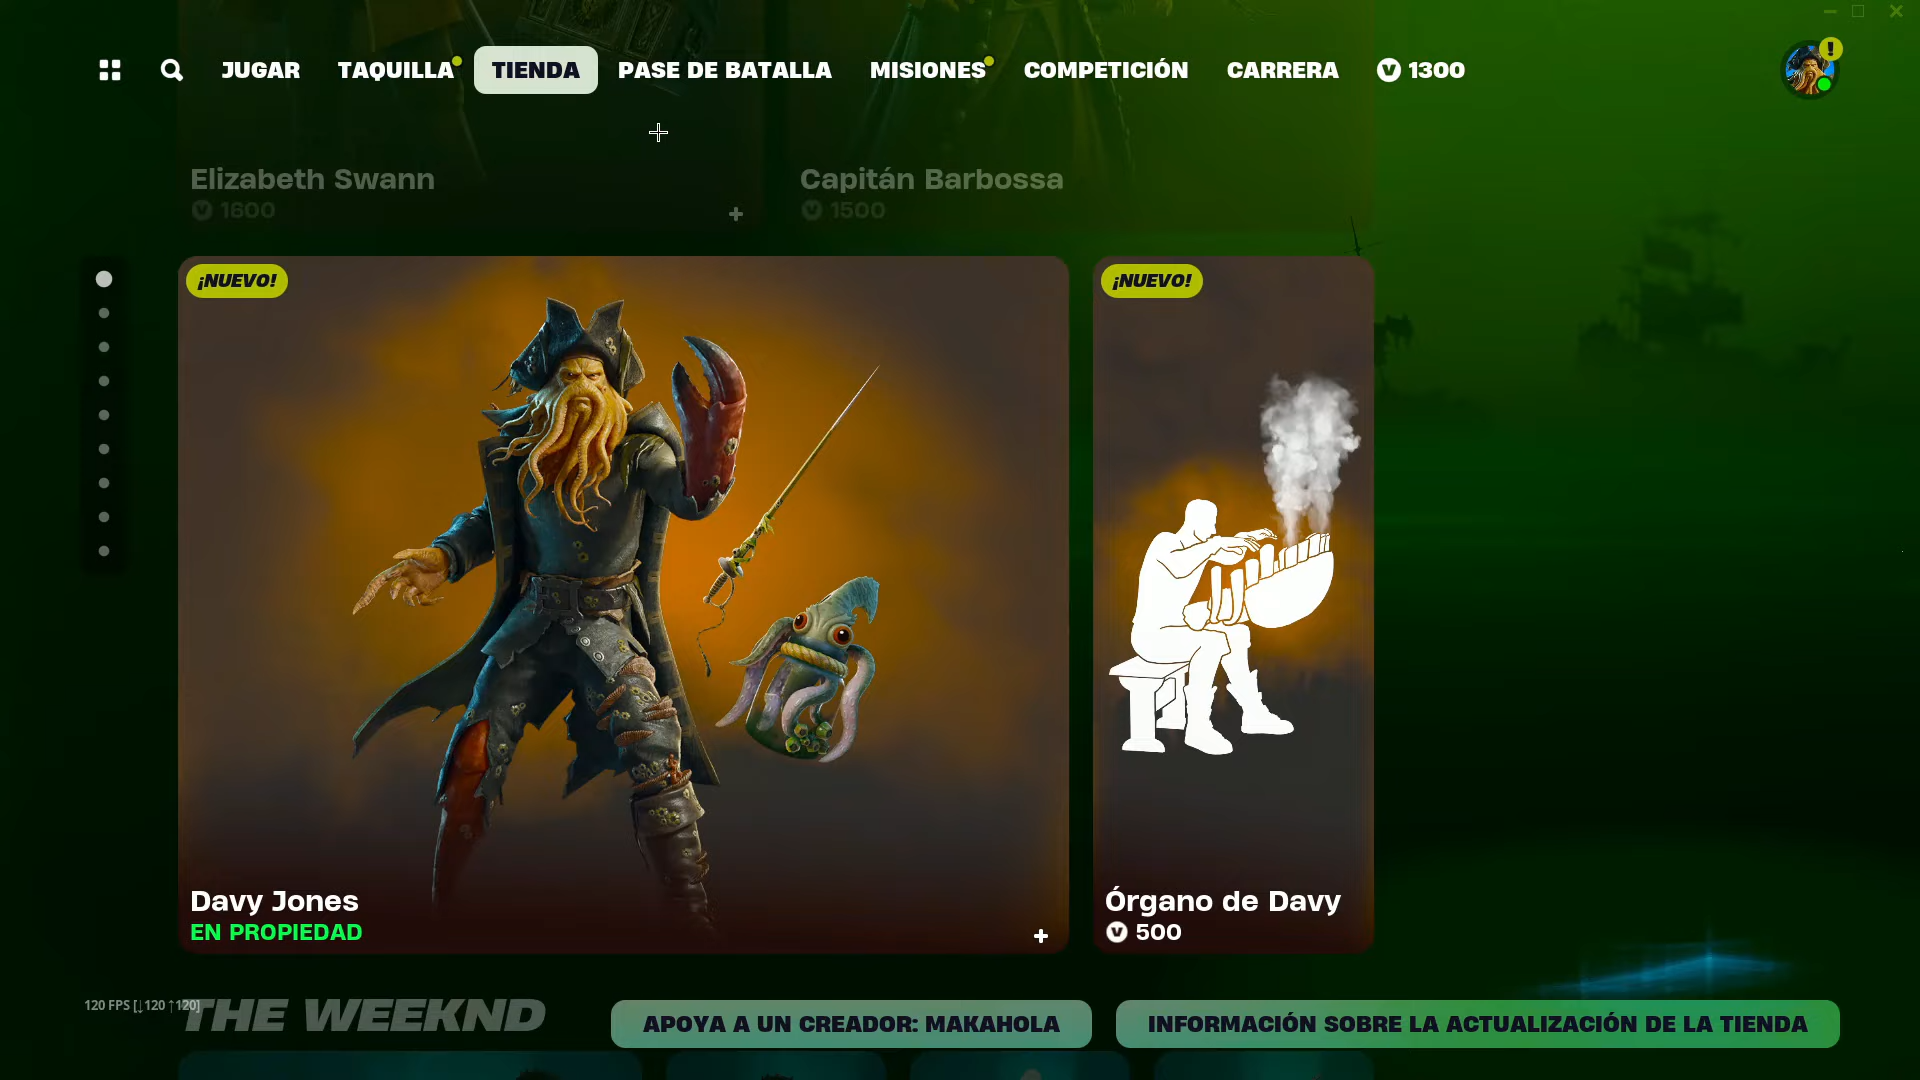 JUGAR
TAQUILLA
TIENDA
PASE DE BATALLA
MISIONES
COMPETICIÓN
CARRERA
1300
Elizabeth Swann
1600
Capitán Barbossa
1500
¡NUEVO!
¡NUEVO!
Davy Jones
EN PROPIEDAD
Órgano de Davy
500
120 FPS [↓120 ↑120]
THE WEEKND
APOYA A UN CREADOR: MAKAHOLA
INFORMACIÓN SOBRE LA ACTUALIZACIÓN DE LA TIENDA